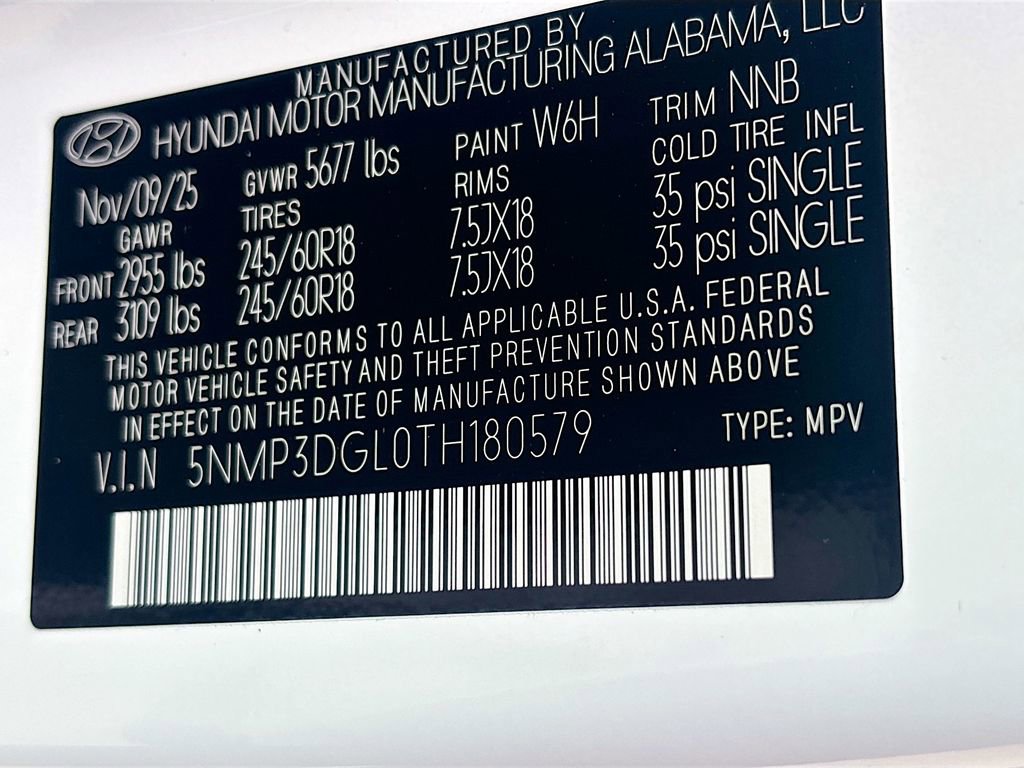 MANUFACTURED BY
HYUNDAI MOTOR MANUFACTURING ALABAMA, LLC
Nov/09/25 GVWR 5677 lbs PAINT W6H TRIM NNB
GAWR TIRES RIMS COLD TIRE INFL
FRONT 2955 lbs 245/60R18 7.5JX18 35 psi SINGLE
REAR 3109 lbs 245/60R18 7.5JX18 35 psi SINGLE
THIS VEHICLE CONFORMS TO ALL APPLICABLE U.S.A. FEDERAL
MOTOR VEHICLE SAFETY AND THEFT PREVENTION STANDARDS
IN EFFECT ON THE DATE OF MANUFACTURE SHOWN ABOVE
V.I.N 5NMP3DGL0TH180579 TYPE: MPV